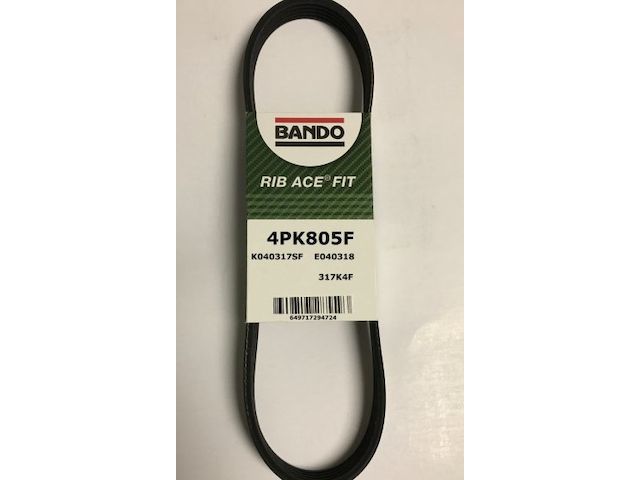 BANDO
RIB ACE® FIT
4PK805F
K040317SF E040318
317K4F
649717294724